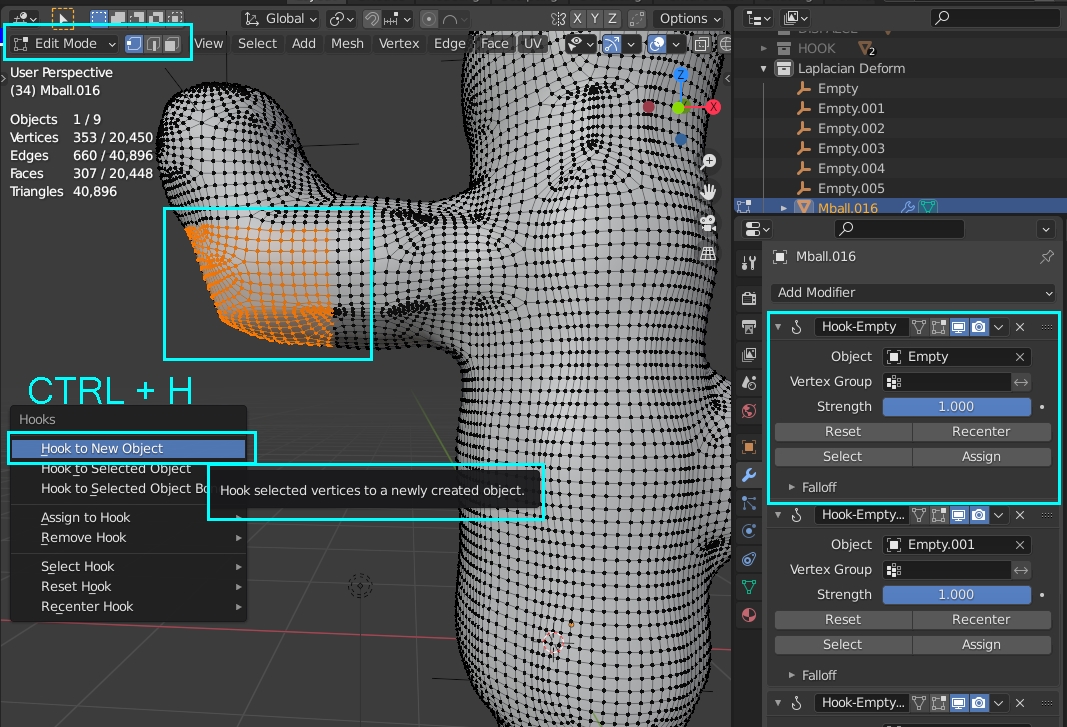 Global
X Y Z
Options
Edit Mode
View Select Add Mesh Vertex Edge Face UV
User Perspective
(34) Mball.016
Objects 1 / 9
Vertices 353 / 20,450
Edges 660 / 40,896
Faces 307 / 20,448
Triangles 40,896
Z
X
CTRL + H
Hooks
Hook to New Object
Hook to Selected Object
Hook to Selected Object Bo
Hook selected vertices to a newly created object.
Assign to Hook
Remove Hook
Select Hook
Reset Hook
Recenter Hook
HOOK 2
Laplacian Deform
Empty
Empty.001
Empty.002
Empty.003
Empty.004
Empty.005
Mball.016
Mball.016
Add Modifier
Hook-Empty
Object Empty
Vertex Group
Strength 1.000
Reset Recenter
Select Assign
Falloff
Hook-Empty...
Object Empty.001
Vertex Group
Strength 1.000
Reset Recenter
Select Assign
Falloff
Hook-Empty...